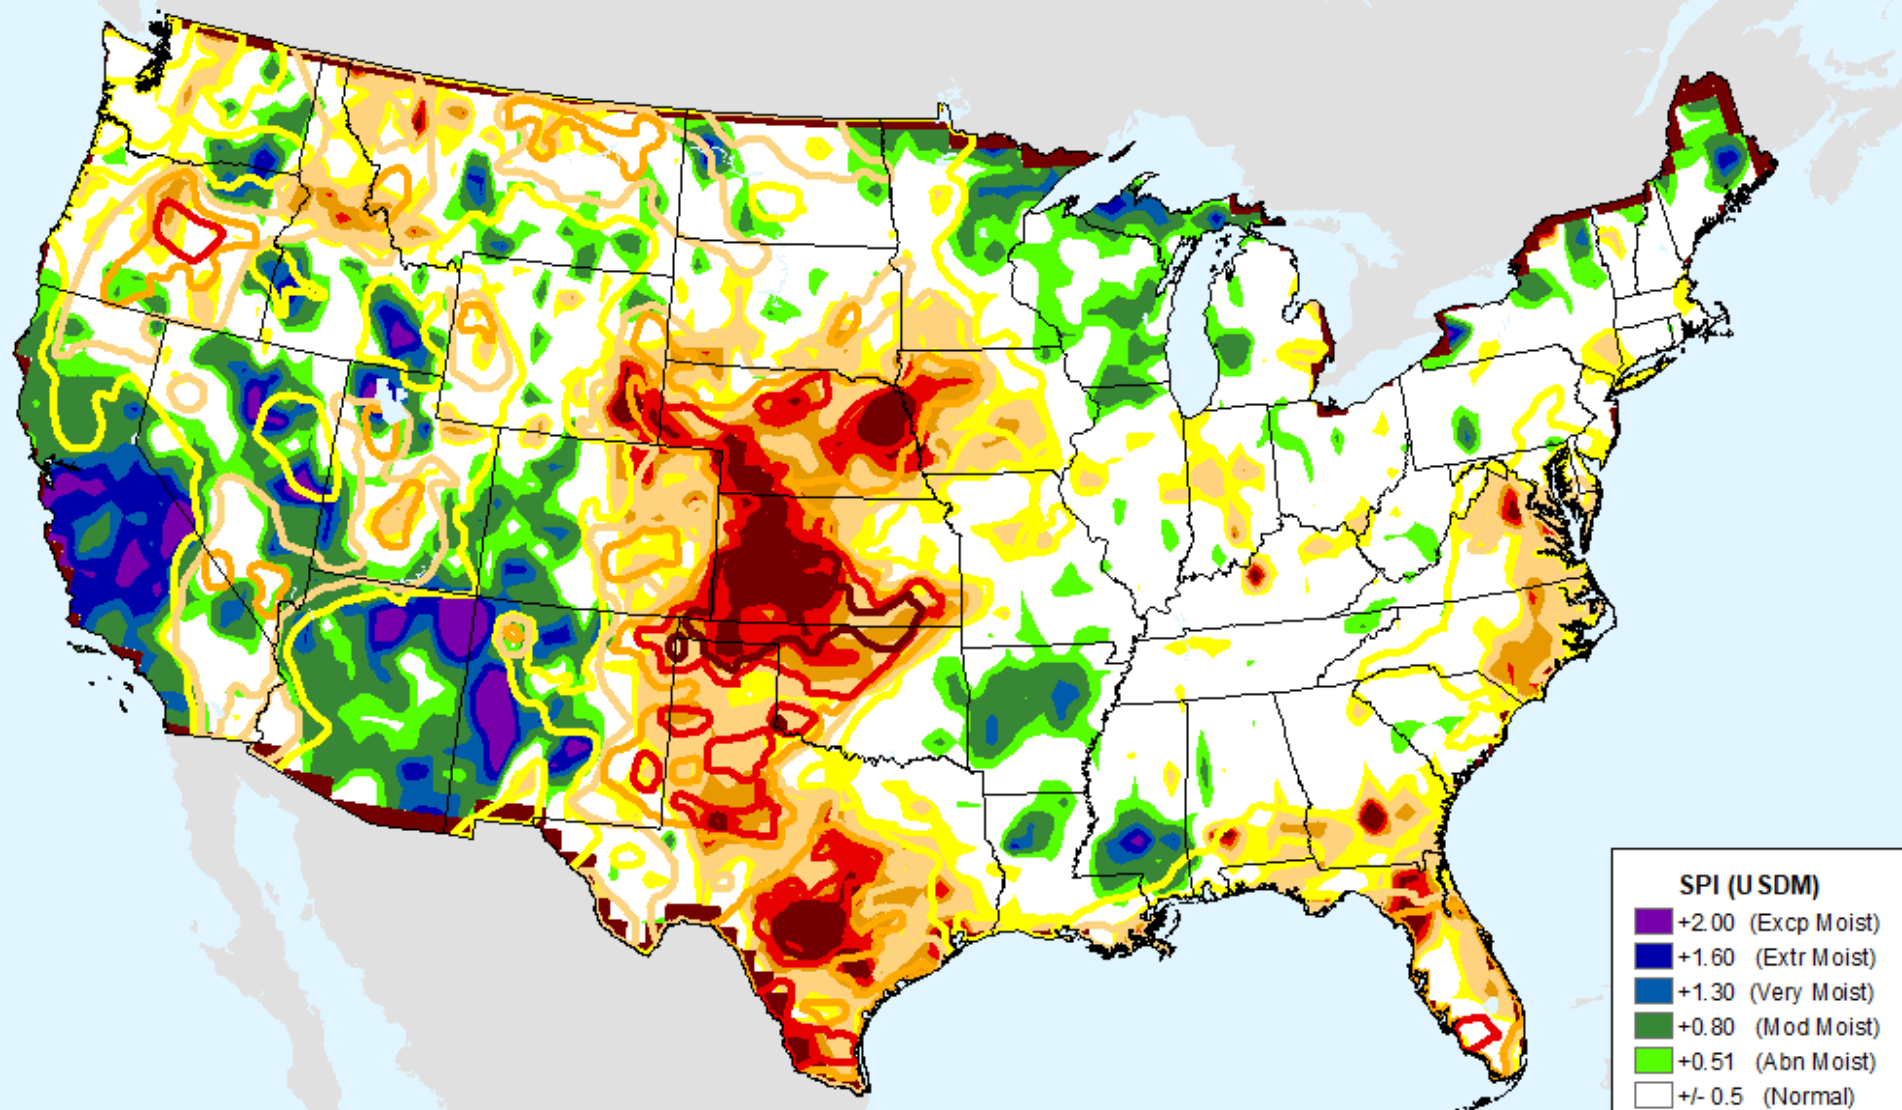 SPI (USDM)
+2.00 (Excp Moist)
+1.60 (Extr Moist)
+1.30 (Very Moist)
+0.80 (Mod Moist)
+0.51 (Abn Moist)
+/- 0.5 (Normal)